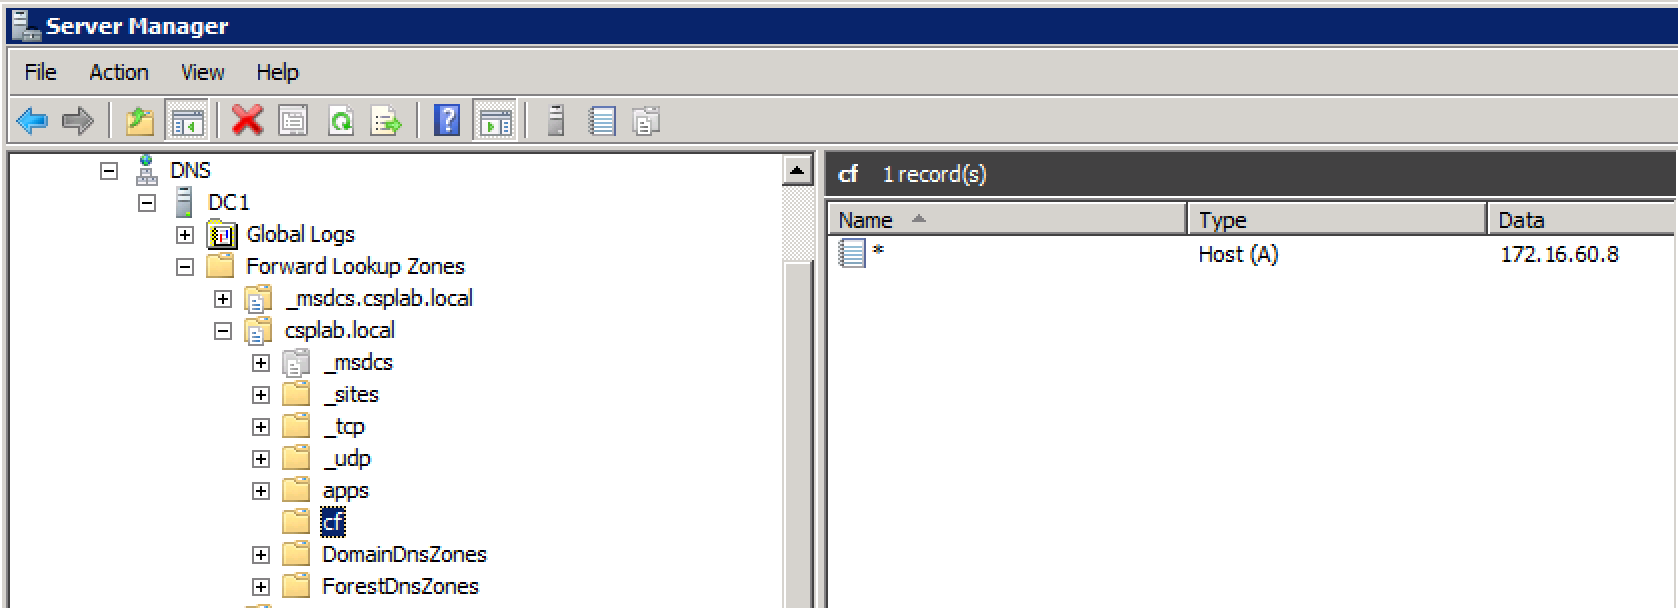 Server Manager
File Action View Help
DNS
DC1
Global Logs
Forward Lookup Zones
_msdcs.csplab.local
csplab.local
_msdcs
_sites
_tcp
_udp
apps
cf
DomainDnsZones
ForestDnsZones
cf 1 record(s)
Name Type Data
* Host (A) 172.16.60.8